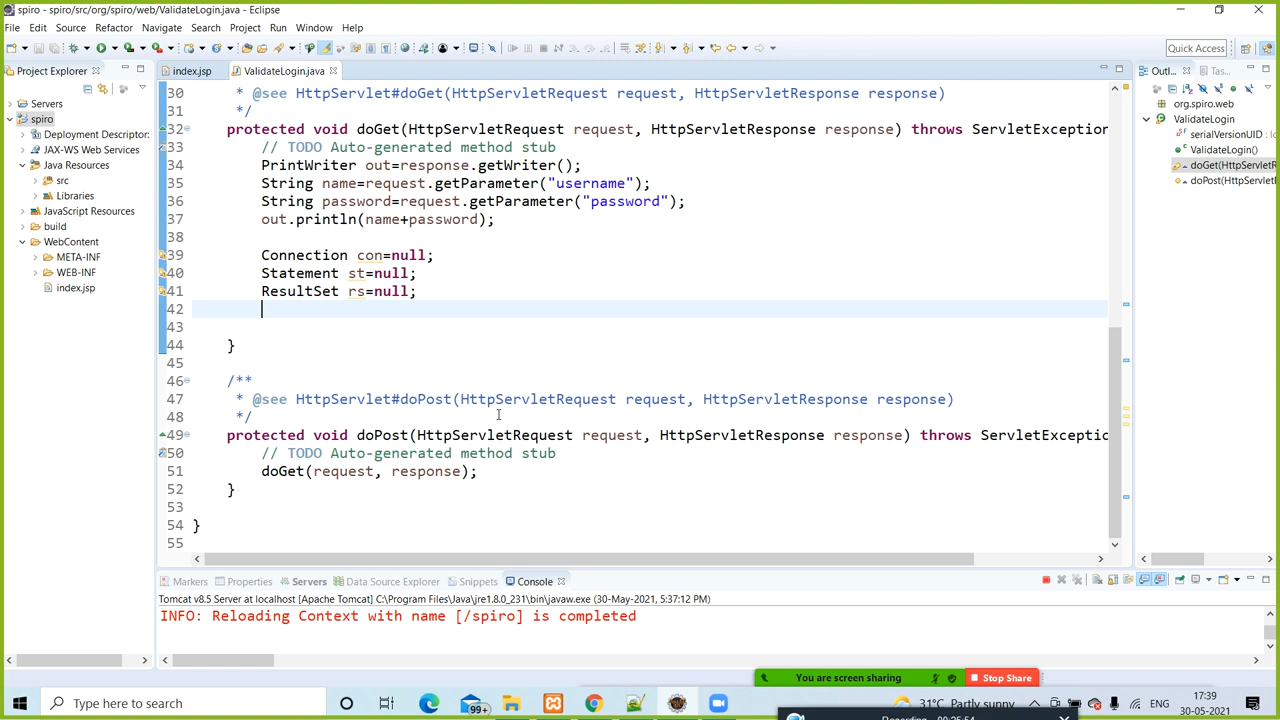 spiro - spiro/src/org/spiro/web/ValidateLogin.java - Eclipse
File Edit Source Refactor Navigate Search Project Run Window Help
Quick Access
Project Explorer
index.jsp
ValidateLogin.java
Outl...
Tas...
Servers
spiro
Deployment Descriptor:
JAX-WS Web Services
Java Resources
src
Libraries
JavaScript Resources
build
WebContent
META-INF
WEB-INF
index.jsp
30 * @see HttpServlet#doGet(HttpServletRequest request, HttpServletResponse response)
31 */
32 protected void doGet(HttpServletRequest request, HttpServletResponse response) throws ServletException
33 // TODO Auto-generated method stub
34 PrintWriter out=response.getWriter();
35 String name=request.getParameter("username");
36 String password=request.getParameter("password");
37 out.println(name+password);
38
39 Connection con=null;
40 Statement st=null;
41 ResultSet rs=null;
42
43
44 }
45
46 /**
47 * @see HttpServlet#doPost(HttpServletRequest request, HttpServletResponse response)
48 */
49 protected void doPost(HttpServletRequest request, HttpServletResponse response) throws ServletExceptio
50 // TODO Auto-generated method stub
51 doGet(request, response);
52 }
53
54 }
55
org.spiro.web
ValidateLogin
serialVersionUID :
ValidateLogin()
doGet(HttpServletR
doPost(HttpServlet
Markers
Properties
Servers
Data Source Explorer
Snippets
Console
Tomcat v8.5 Server at localhost [Apache Tomcat] C:\Program Files\Java\jre1.8.0_231\bin\javaw.exe (30-May-2021, 5:37:12 PM)
INFO: Reloading Context with name [/spiro] is completed
You are screen sharing
Stop Share
Type here to search
99+
31°C Partly sunny
17:39
30-05-2021
Recording